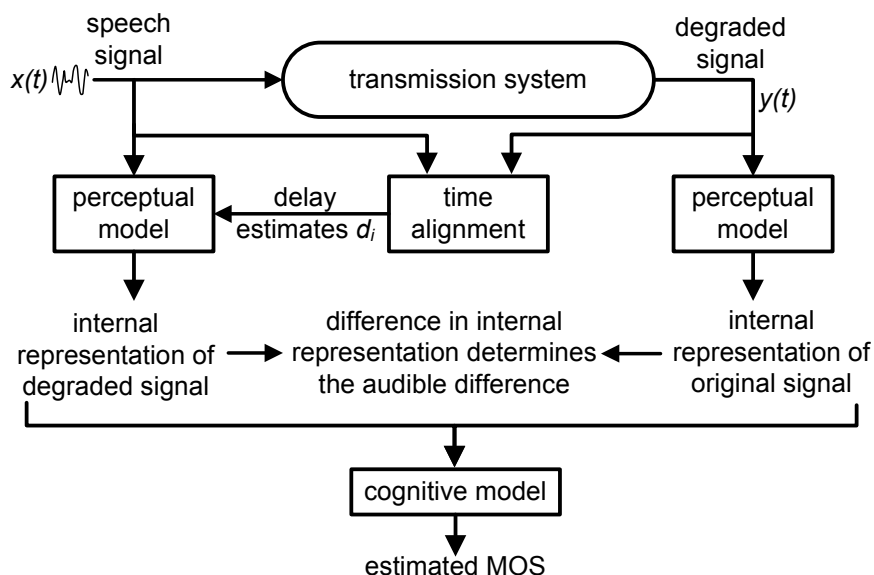 speech
signal
degraded
signal
x(t)
transmission system
y(t)
perceptual
model
delay
estimates d_i
time
alignment
perceptual
model
internal
representation of
degraded signal
difference in internal
representation determines
the audible difference
internal
representation of
original signal
cognitive model
estimated MOS